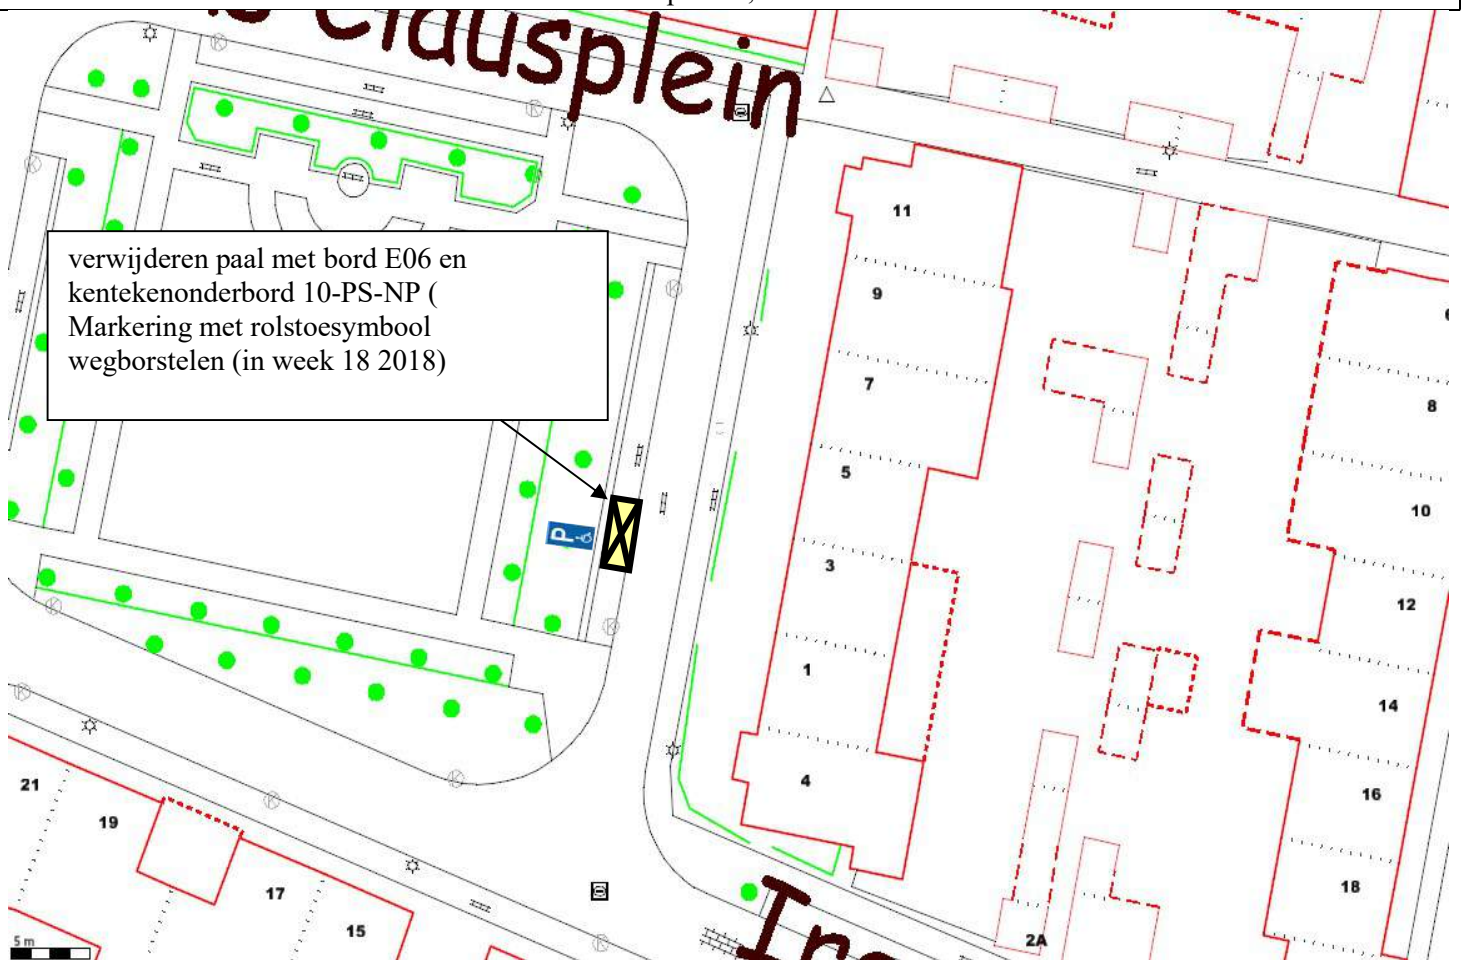 Clausplein
verwijderen paal met bord E06 en
kentekenonderbord 10-PS-NP (
Markering met rolstoesymbool
wegborstelen (in week 18 2018)
P
11
9
7
5
3
1
4
8
10
12
14
16
18
2A
21
19
17
15
5 m